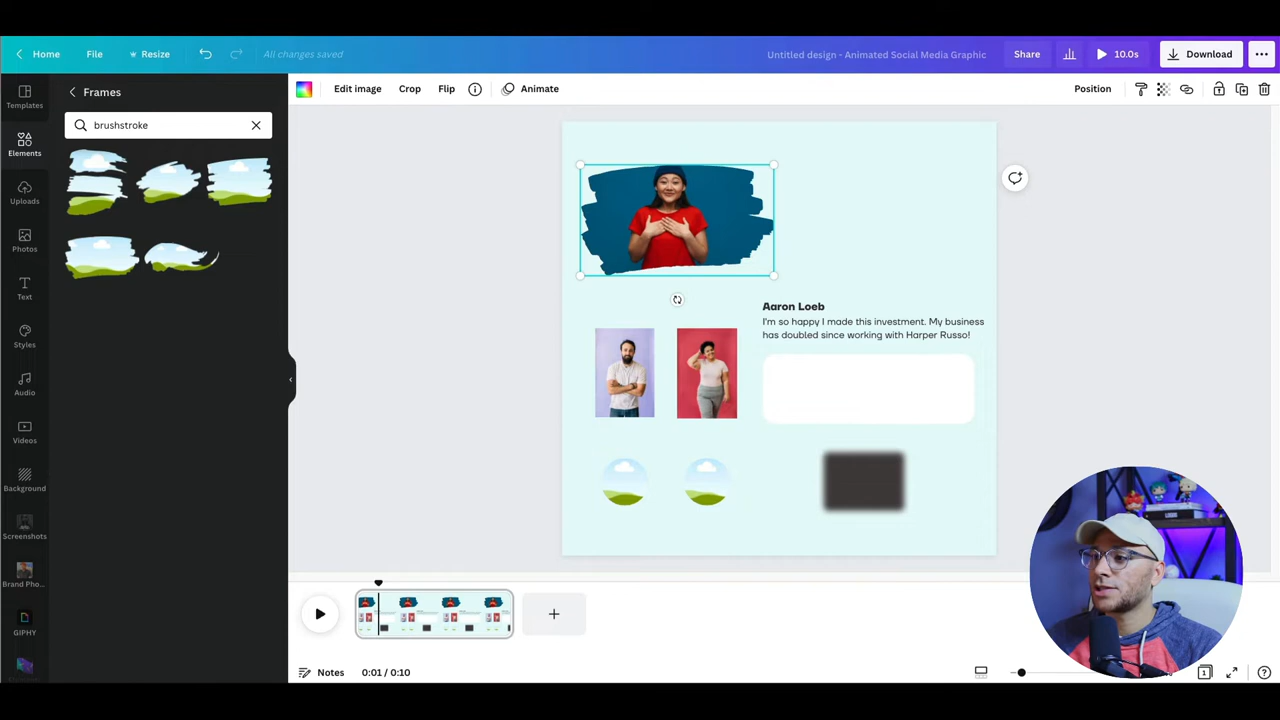 Home
File
Resize
All changes saved
Untitled design - Animated Social Media Graphic
Share
10.0s
Download
Templates
Elements
Uploads
Photos
Text
Styles
Audio
Videos
Background
Screenshots
Brand Pho...
GIPHY
Frames
brushstroke
Edit image
Crop
Flip
Animate
Position
Aaron Loeb
I'm so happy I made this investment. My business
has doubled since working with Harper Russo!
Notes
0:01 / 0:10
1